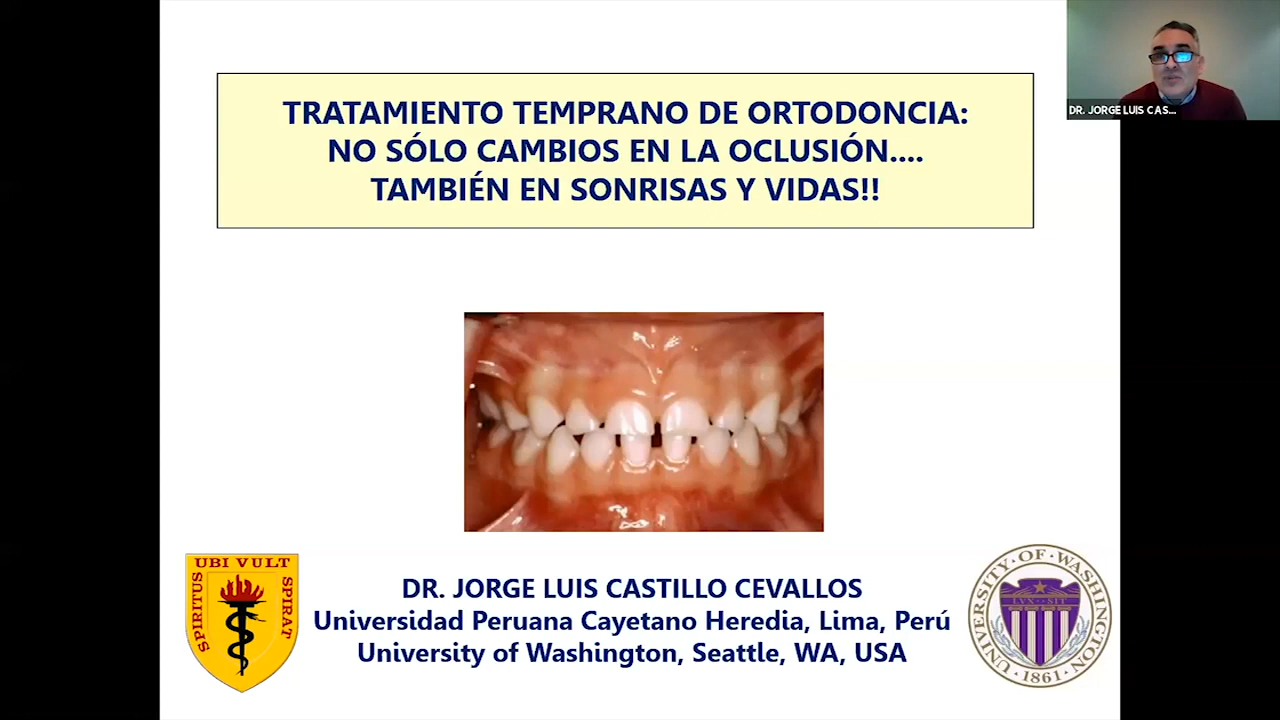 TRATAMIENTO TEMPRANO DE ORTODONCIA:
NO SÓLO CAMBIOS EN LA OCLUSIÓN....
TAMBIÉN EN SONRISAS Y VIDAS!!
DR. JORGE LUIS CAS...
UBI VULT
SPIRITUS
SPIRAT
DR. JORGE LUIS CASTILLO CEVALLOS
Universidad Peruana Cayetano Heredia, Lima, Perú
University of Washington, Seattle, WA, USA
UNIVERSITY·OF·WASHINGTON
LVX SIT
·1861·